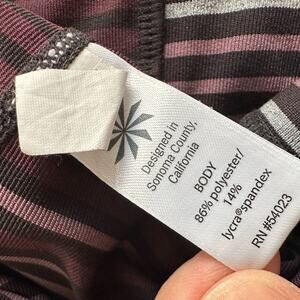 Designed in
Sonoma County,
California
BODY
86% polyester/
14%
lycra®spandex
RN #54023